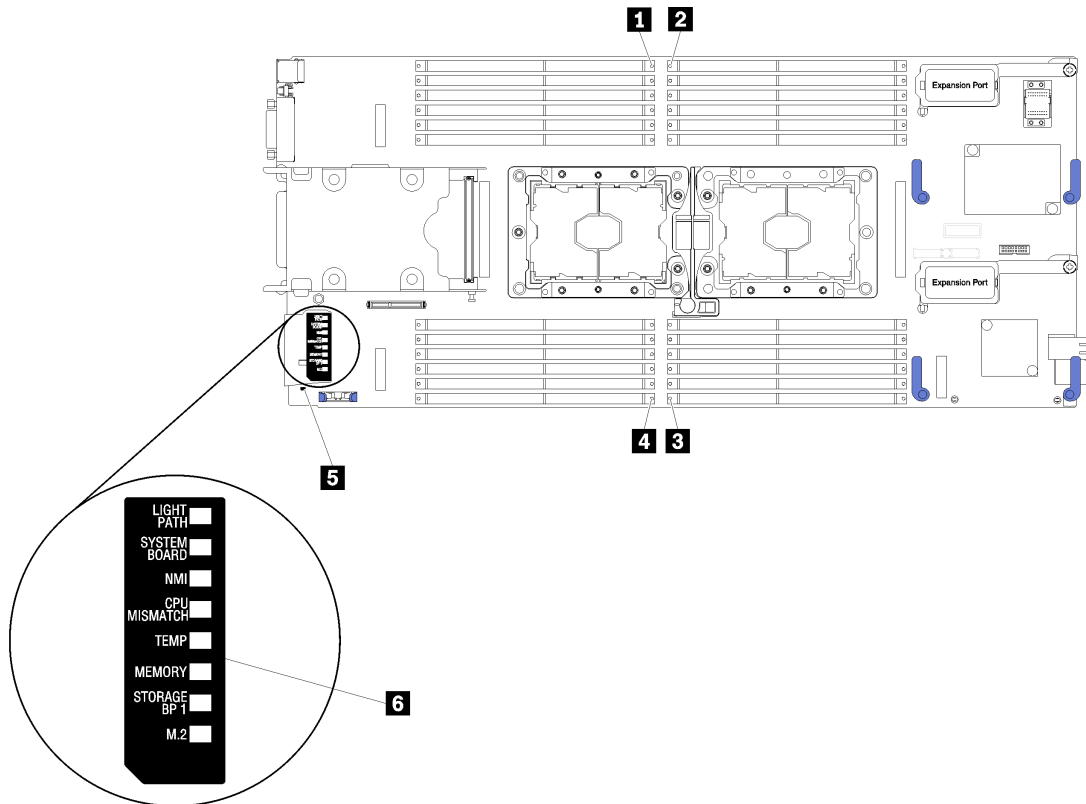 1 2
Expansion Port
Expansion Port
4 3
5
LIGHT
PATH
SYSTEM
BOARD
NMI
CPU
MISMATCH
TEMP
MEMORY
STORAGE
BP 1
M.2
6